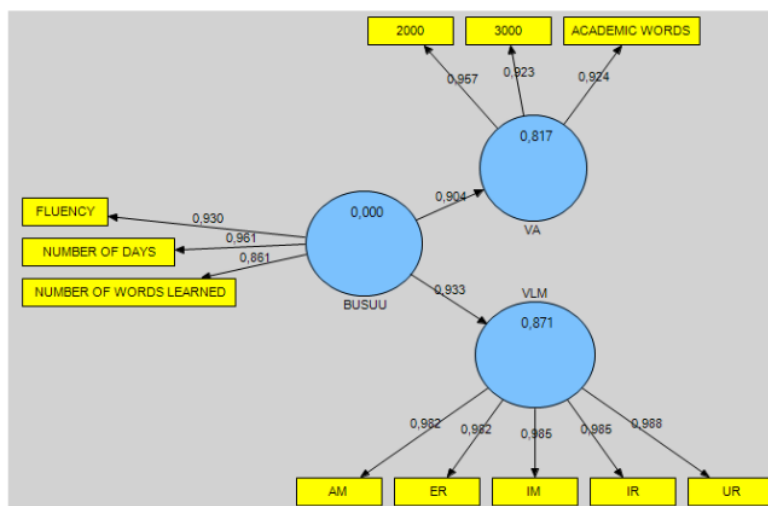 2000
3000
ACADEMIC WORDS
0,957
0,923
0,924
0,817
VA
0,904
0,000
BUSUU
FLUENCY
0,930
NUMBER OF DAYS
0,961
NUMBER OF WORDS LEARNED
0,861
0,933
VLM
0,871
0,982
0,982
0,985
0,985
0,988
AM
ER
IM
IR
UR